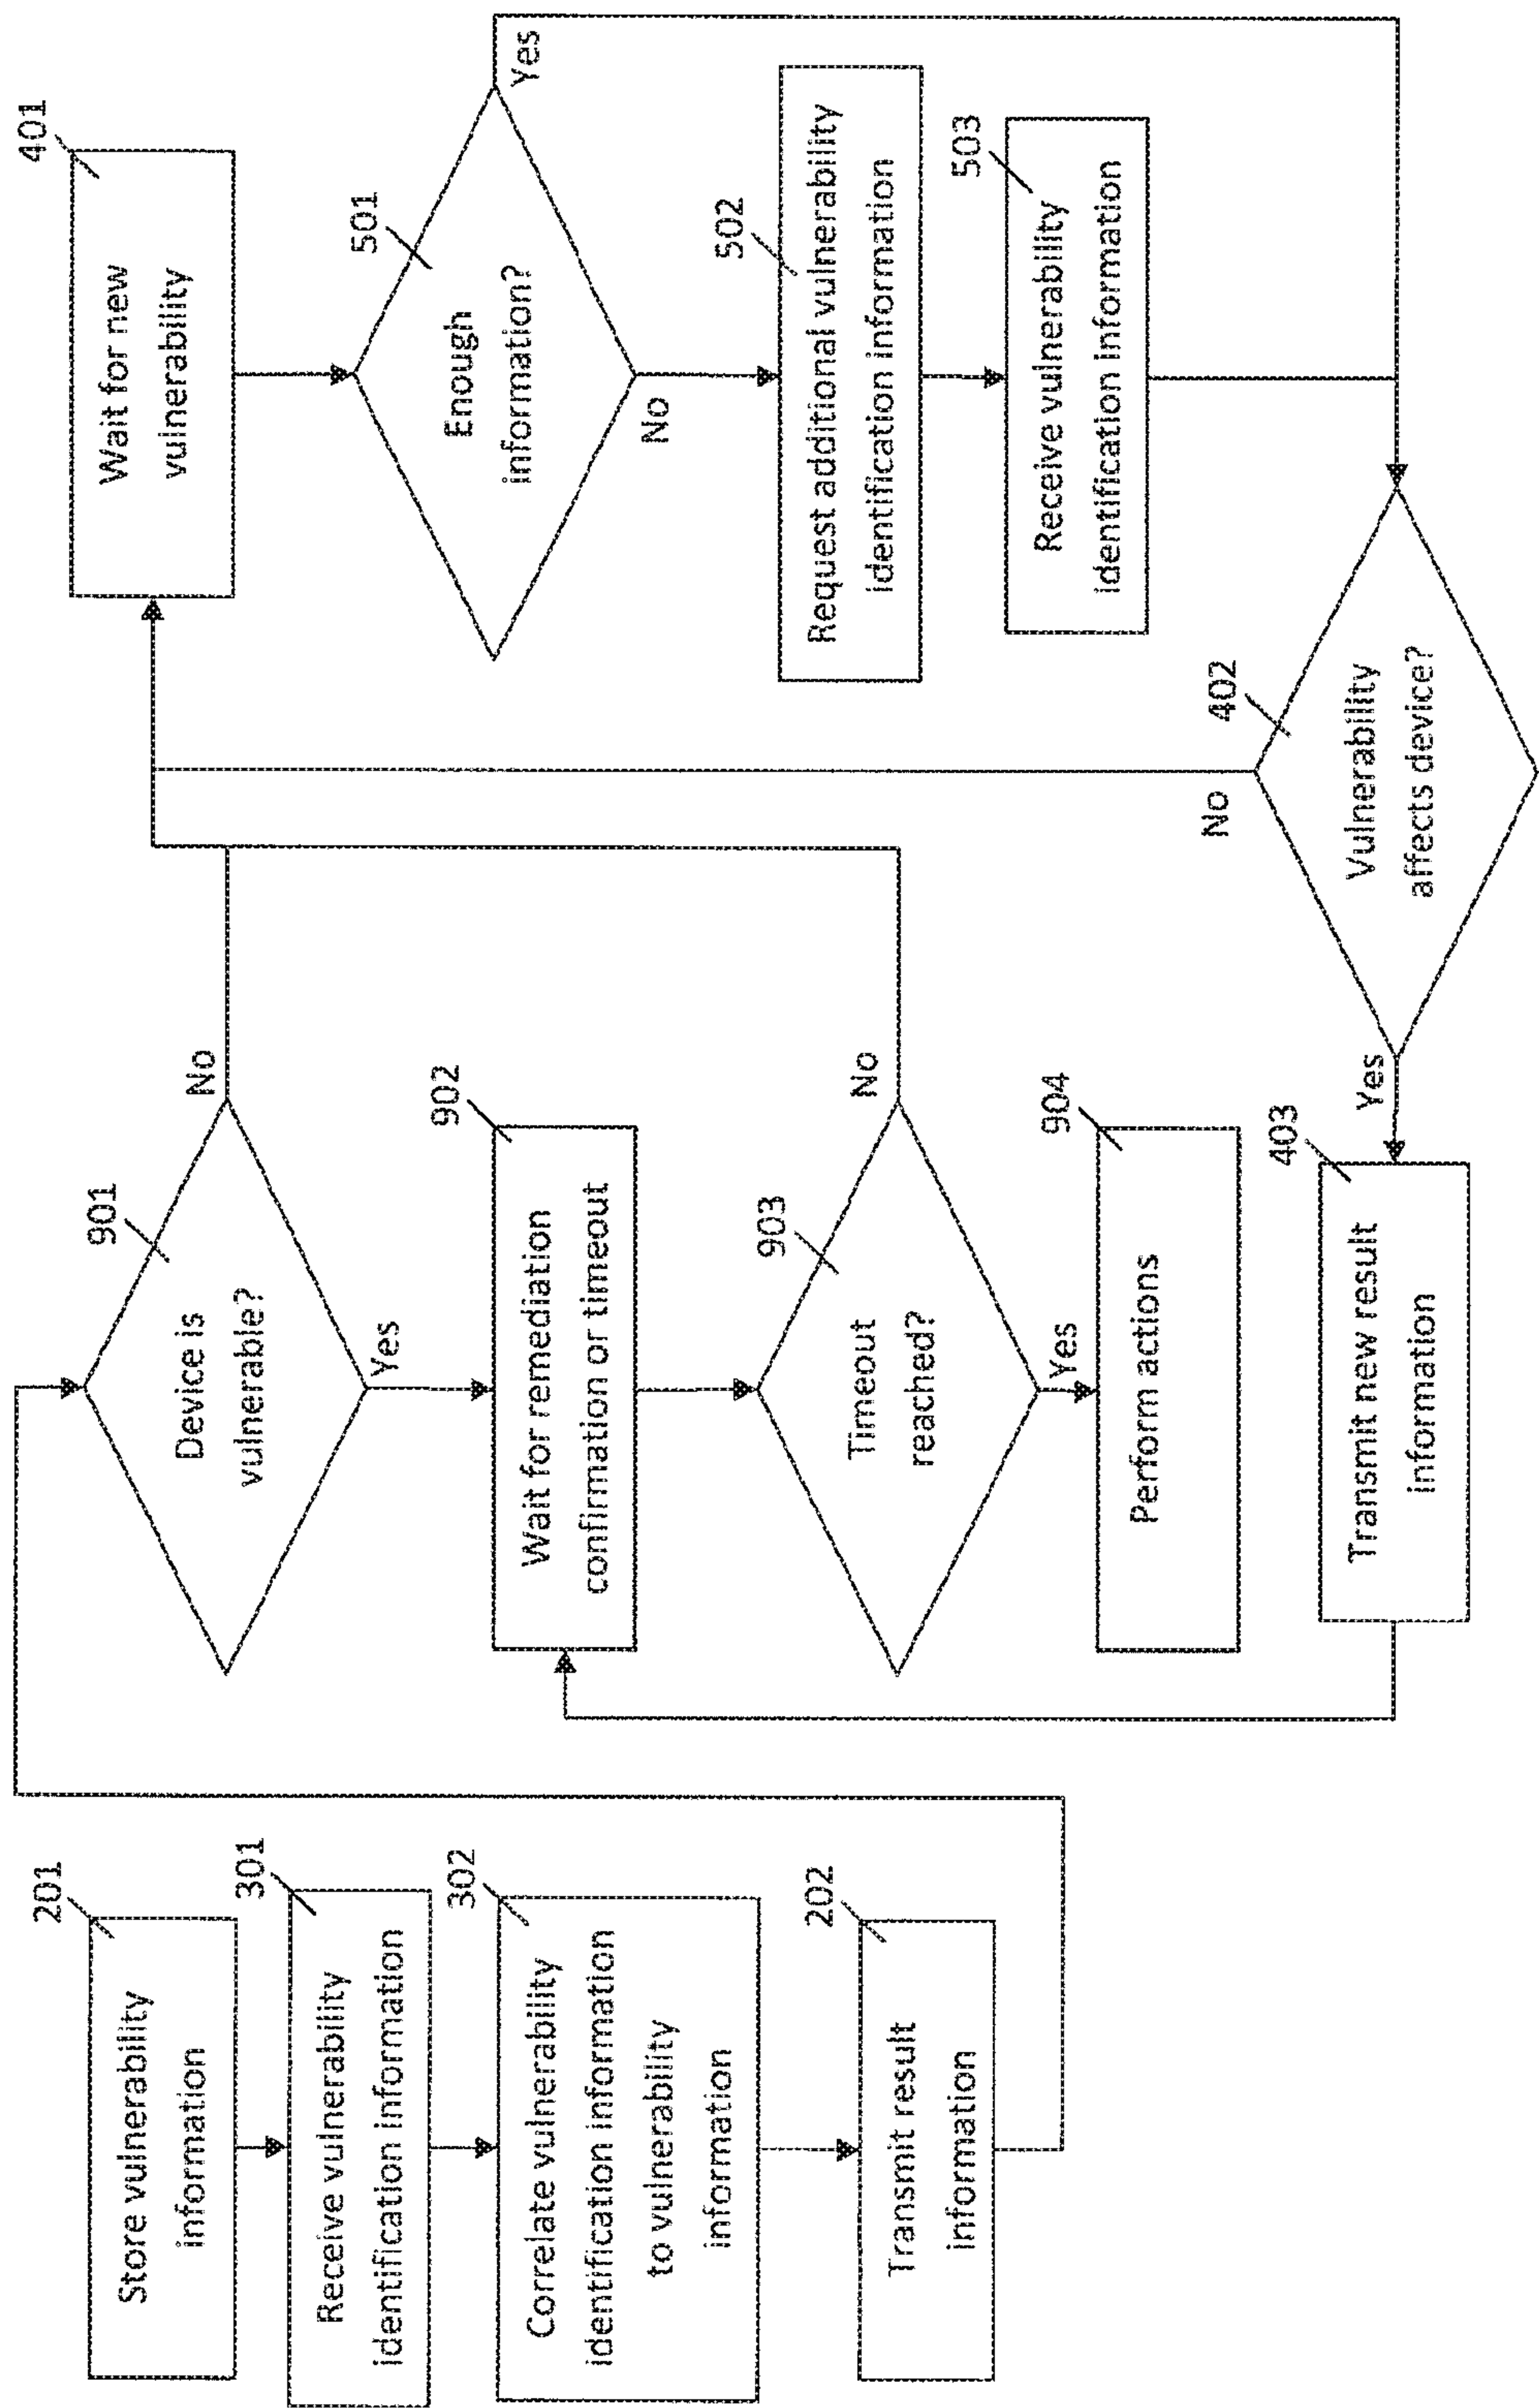 201
Store vulnerability
information
301
Receive vulnerability
identification information
302
Correlate vulnerability
identification information
to vulnerability
information
202
Transmit result
information
901
Device is
vulnerable?
No
Yes
902
Wait for remediation
confirmation or timeout
903
Timeout
reached?
No
Yes
904
Perform actions
403
Transmit new result
information
401
Wait for new
vulnerability
501
Enough
information?
Yes
No
502
Request additional vulnerability
identification information
503
Receive vulnerability
identification information
402
Vulnerability
affects device?
No
Yes